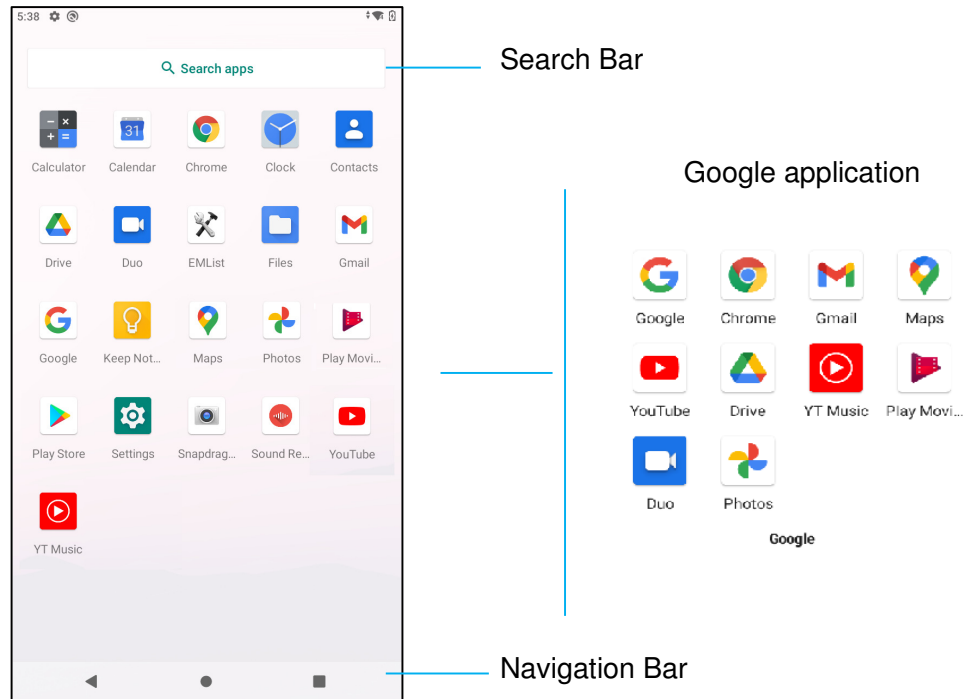 5:38
Search apps
Search Bar
31
Calculator Calendar Chrome Clock Contacts
Drive Duo EMList Files Gmail
Google Keep Not... Maps Photos Play Movi...
Play Store Settings Snapdrag... Sound Re... YouTube
YT Music
Google application
Google Chrome Gmail Maps
YouTube Drive YT Music Play Movi...
Duo Photos
Google
Navigation Bar